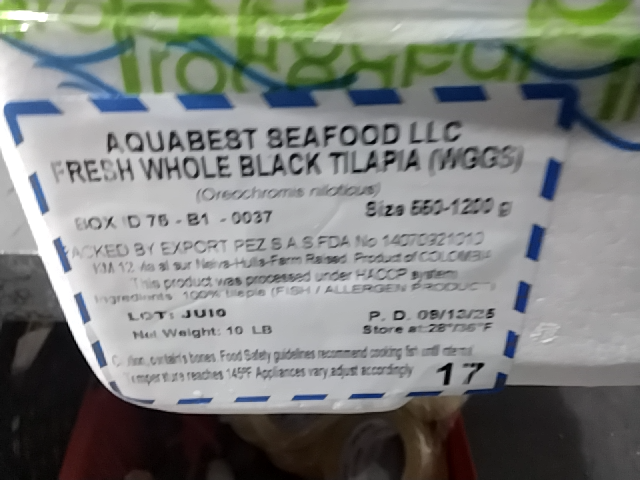 AQUABEST SEAFOOD LLC
FRESH WHOLE BLACK TILAPIA (WGGS)
(Oreochromis niloticus)
BOX ID 76 - B1 - 0037 Size 550-1200 g
PACKED BY EXPORT PEZ S.A.S.FDA No
KM 12 via al sur Neiva-Huila-Farm Raised Product of COLOMBIA
This product was processed under HACCP system
Ingredients 100% tilapia (FISH / ALLERGEN PRODUCT)
LOT: JU10 P. D. 09/13/25
Net Weight: 10 LB Store at:28°/36°F
Caution, contains bones. Food Safety guidelines recommend cooking fish until internal
Temperature reaches 145ºF Appliances vary, adjust accordingly 17